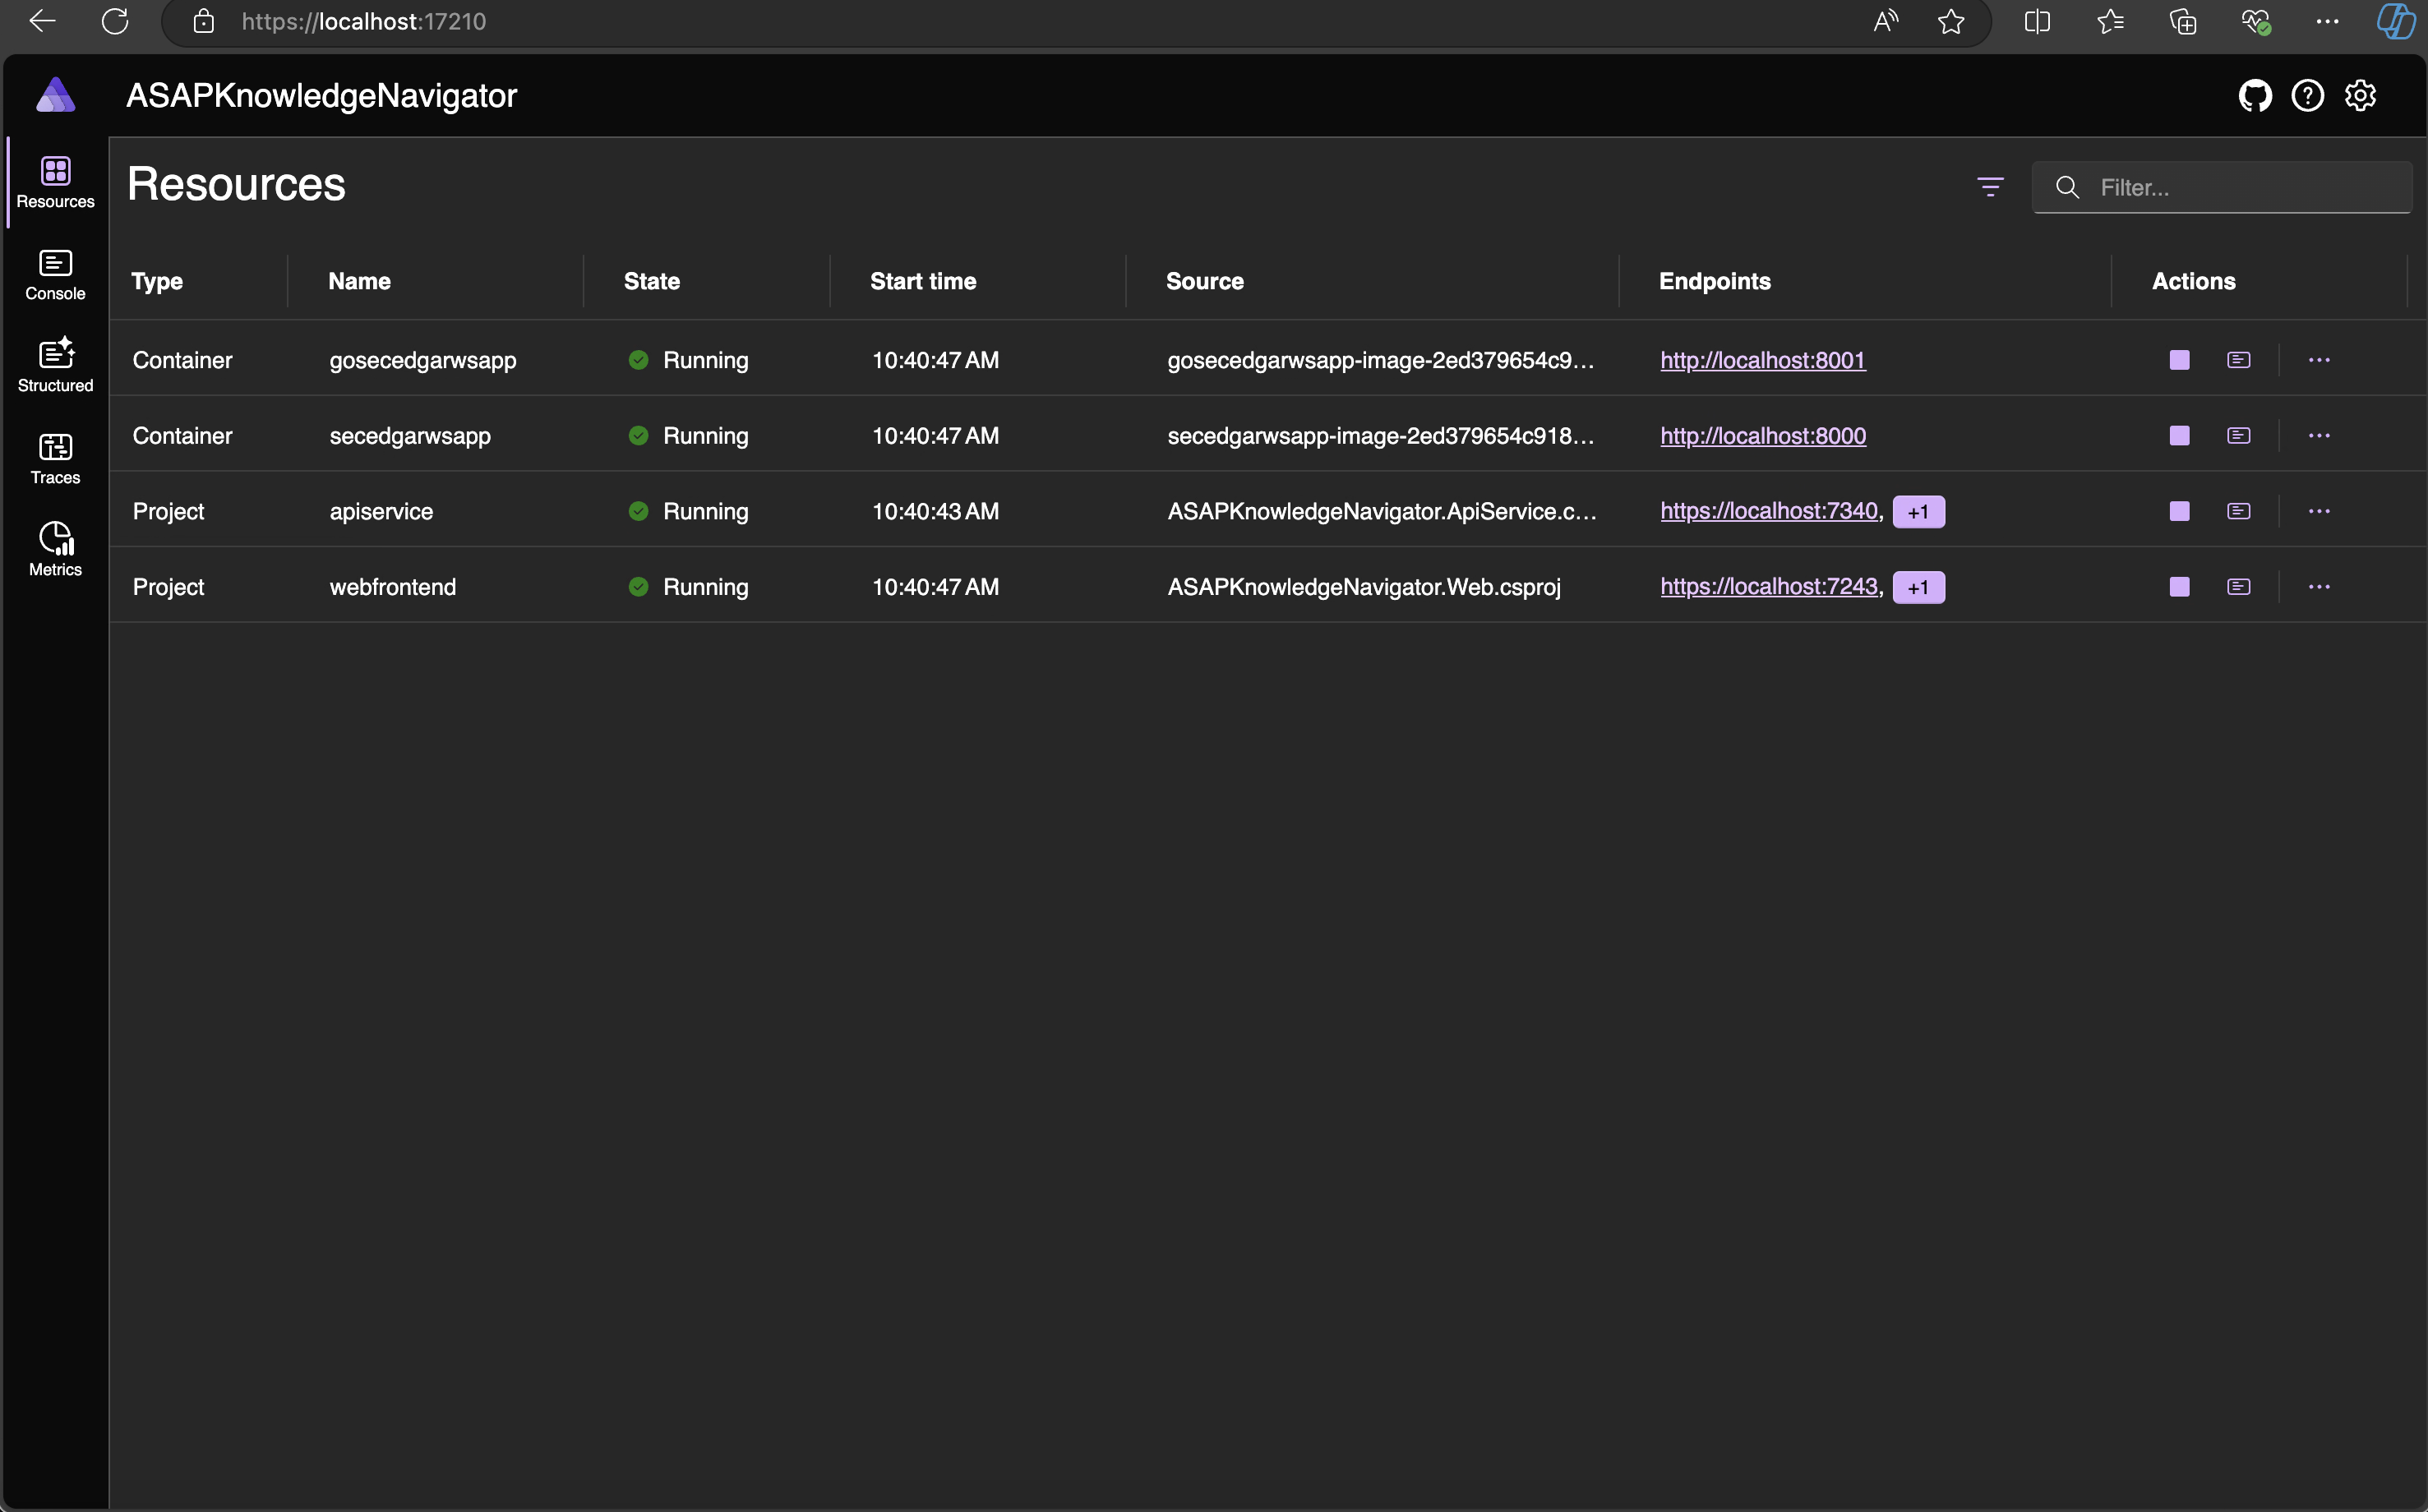 https://localhost:17210
ASAPKnowledgeNavigator
Resources
Resources
Filter...
Console
Structured
Traces
Metrics
Type Name State Start time Source Endpoints Actions
Container gosecedgarwsapp Running 10:40:47 AM gosecedgarwsapp-image-2ed379654c9... http://localhost:8001
Container secedgarwsapp Running 10:40:47 AM secedgarwsapp-image-2ed379654c918... http://localhost:8000
Project apiservice Running 10:40:43 AM ASAPKnowledgeNavigator.ApiService.c... https://localhost:7340, +1
Project webfrontend Running 10:40:47 AM ASAPKnowledgeNavigator.Web.csproj https://localhost:7243, +1